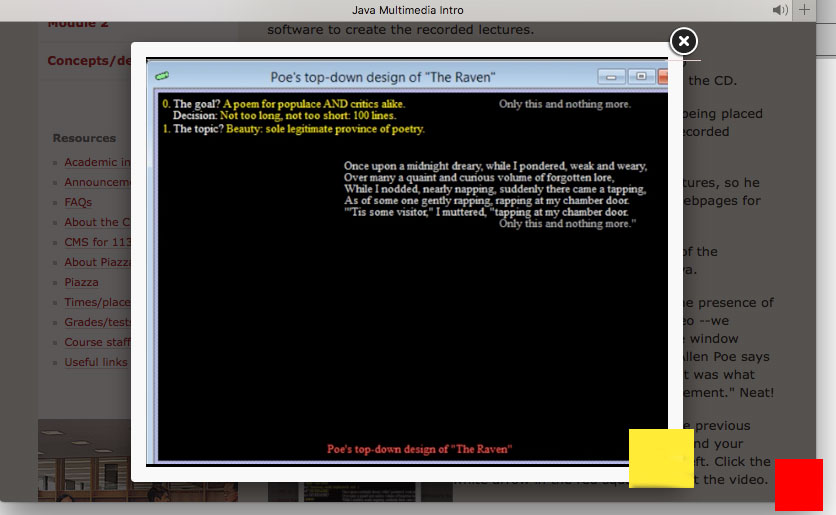 Java Multimedia Intro
Module 2
software to create the recorded lectures.
Concepts/de
the CD.
being placed
ecorded
Resources
Academic in
tures, so he
Announcem
ebpages for
FAQs
About the C
CMS for 113
of the
About Piazza
va.
Piazza
Times/place
e presence of
Grades/tests
eo --we
Course staff
e window
Useful links
Allen Poe says
t was what
ement." Neat!
e previous
nd your
ft. Click the
t the video.
Poe's top-down design of "The Raven"
0. The goal? A poem for populace AND critics alike.
Only this and nothing more.
Decision: Not too long, not too short: 100 lines.
1. The topic? Beauty: sole legitimate province of poetry.
Once upon a midnight dreary, while I pondered, weak and weary,
Over many a quaint and curious volume of forgotten lore,
While I nodded, nearly napping, suddenly there came a tapping,
As of some one gently rapping, rapping at my chamber door.
"'Tis some visitor," I muttered, "tapping at my chamber door.
Only this and nothing more."
Poe's top-down design of "The Raven"